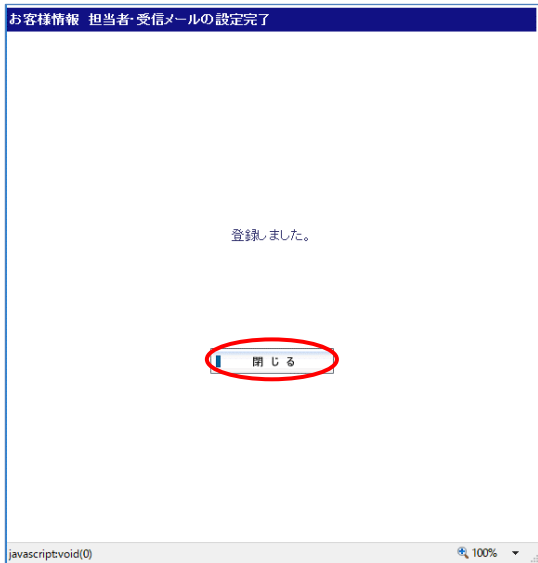 お客様情報 担当者・受信メールの設定完了
登録しました。
閉じる
javascript:void(0)
100%